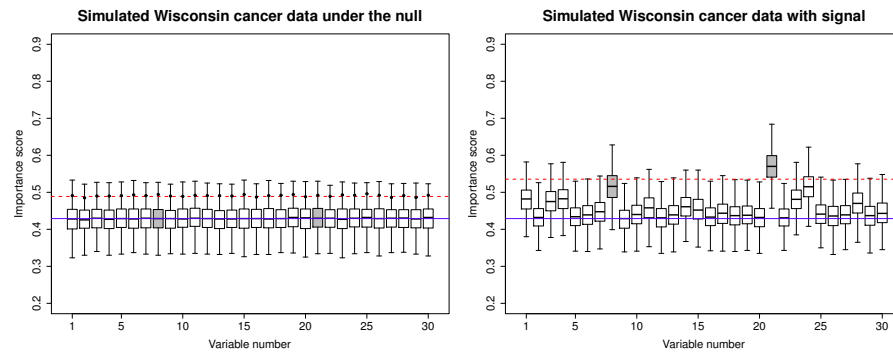 Simulated Wisconsin cancer data under the null
Importance score
0.9
0.8
0.7
0.6
0.5
0.4
0.3
0.2
1 5 10 15 20 25 30
Variable number
Simulated Wisconsin cancer data with signal
Importance score
0.9
0.8
0.7
0.6
0.5
0.4
0.3
0.2
1 5 10 15 20 25 30
Variable number